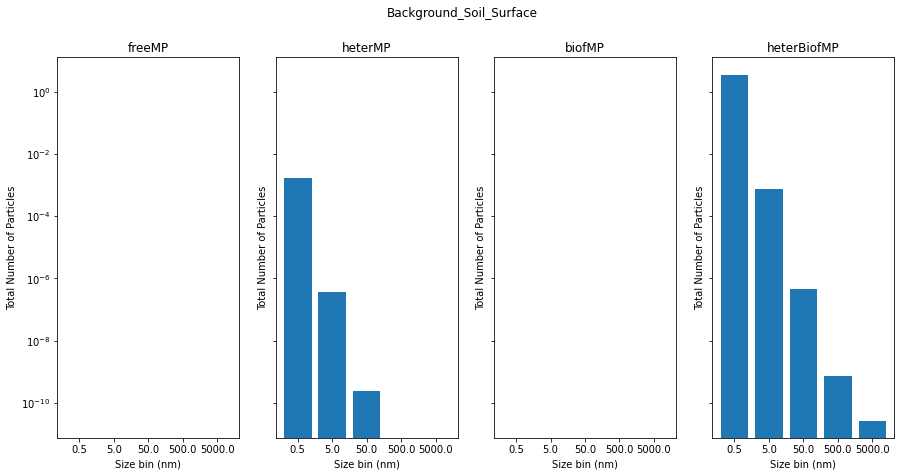 Background_Soil_Surface
freeMP
heterMP
biofMP
heterBiofMP
Total Number of Particles
10⁰
10⁻²
10⁻⁴
10⁻⁶
10⁻⁸
10⁻¹⁰
0.5 5.0 50.0 500.0 5000.0
Size bin (nm)
Total Number of Particles
0.5 5.0 50.0 500.0 5000.0
Size bin (nm)
Total Number of Particles
0.5 5.0 50.0 500.0 5000.0
Size bin (nm)
Total Number of Particles
0.5 5.0 50.0 500.0 5000.0
Size bin (nm)